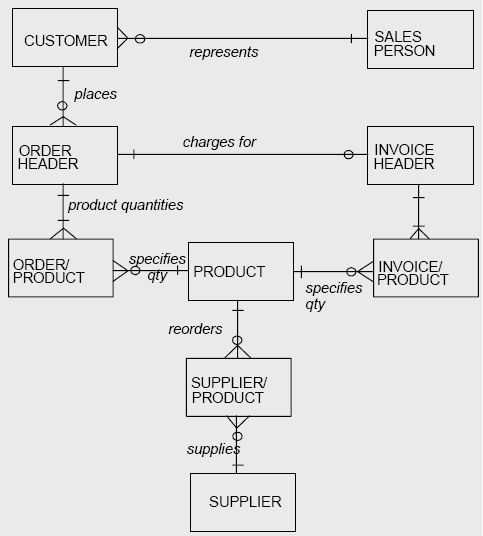 CUSTOMER
SALES
PERSON
represents
places
ORDER
HEADER
charges for
INVOICE
HEADER
product quantities
ORDER/
PRODUCT
specifies
qty
PRODUCT
specifies
qty
INVOICE/
PRODUCT
reorders
SUPPLIER/
PRODUCT
supplies
SUPPLIER